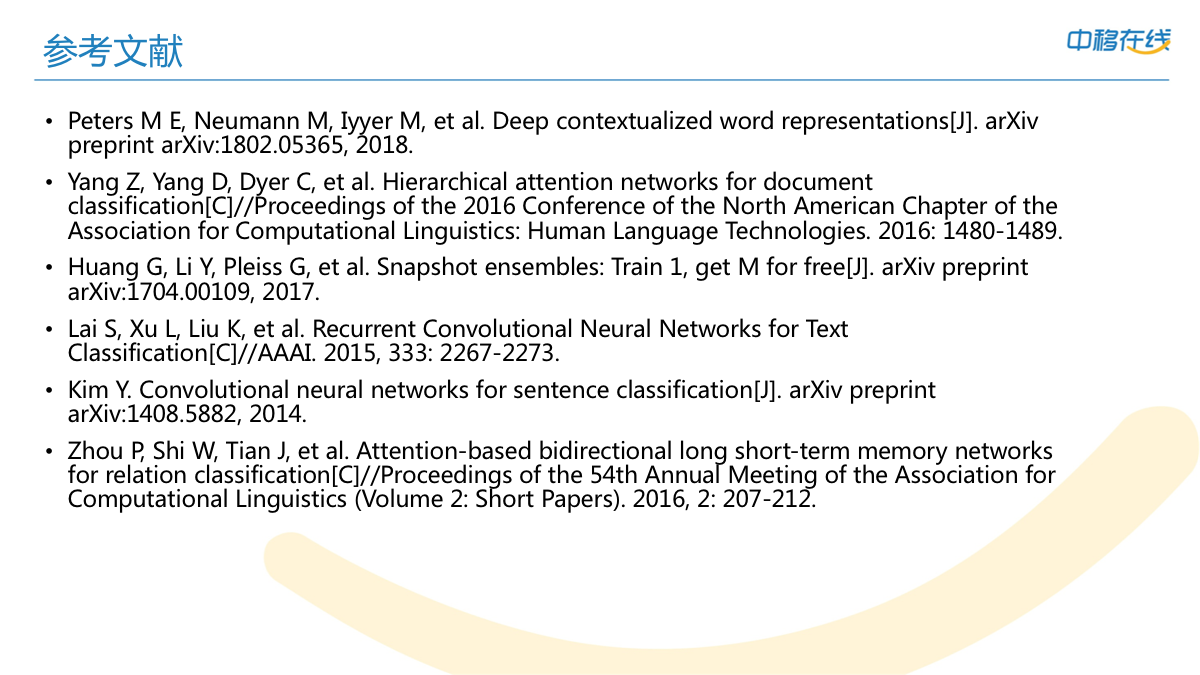 参考文献
中移在线
• Peters M E, Neumann M, Iyyer M, et al. Deep contextualized word representations[J]. arXiv
preprint arXiv:1802.05365, 2018.
• Yang Z, Yang D, Dyer C, et al. Hierarchical attention networks for document
classification[C]//Proceedings of the 2016 Conference of the North American Chapter of the
Association for Computational Linguistics: Human Language Technologies. 2016: 1480-1489.
• Huang G, Li Y, Pleiss G, et al. Snapshot ensembles: Train 1, get M for free[J]. arXiv preprint
arXiv:1704.00109, 2017.
• Lai S, Xu L, Liu K, et al. Recurrent Convolutional Neural Networks for Text
Classification[C]//AAAI. 2015, 333: 2267-2273.
• Kim Y. Convolutional neural networks for sentence classification[J]. arXiv preprint
arXiv:1408.5882, 2014.
• Zhou P, Shi W, Tian J, et al. Attention-based bidirectional long short-term memory networks
for relation classification[C]//Proceedings of the 54th Annual Meeting of the Association for
Computational Linguistics (Volume 2: Short Papers). 2016, 2: 207-212.